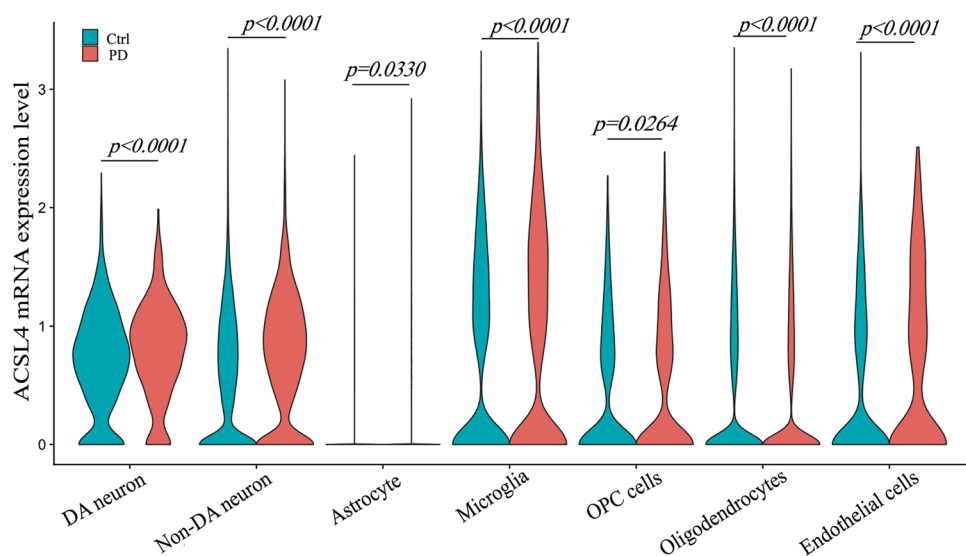 p<0.0001
p<0.0001
p<0.0001
p<0.0001
Ctrl
PD
p=0.0330
p=0.0264
p<0.0001
ACSL4 mRNA expression level
3
2
1
0
DA neuron
Non-DA neuron
Astrocyte
Microglia
OPC cells
Oligodendrocytes
Endothelial cells